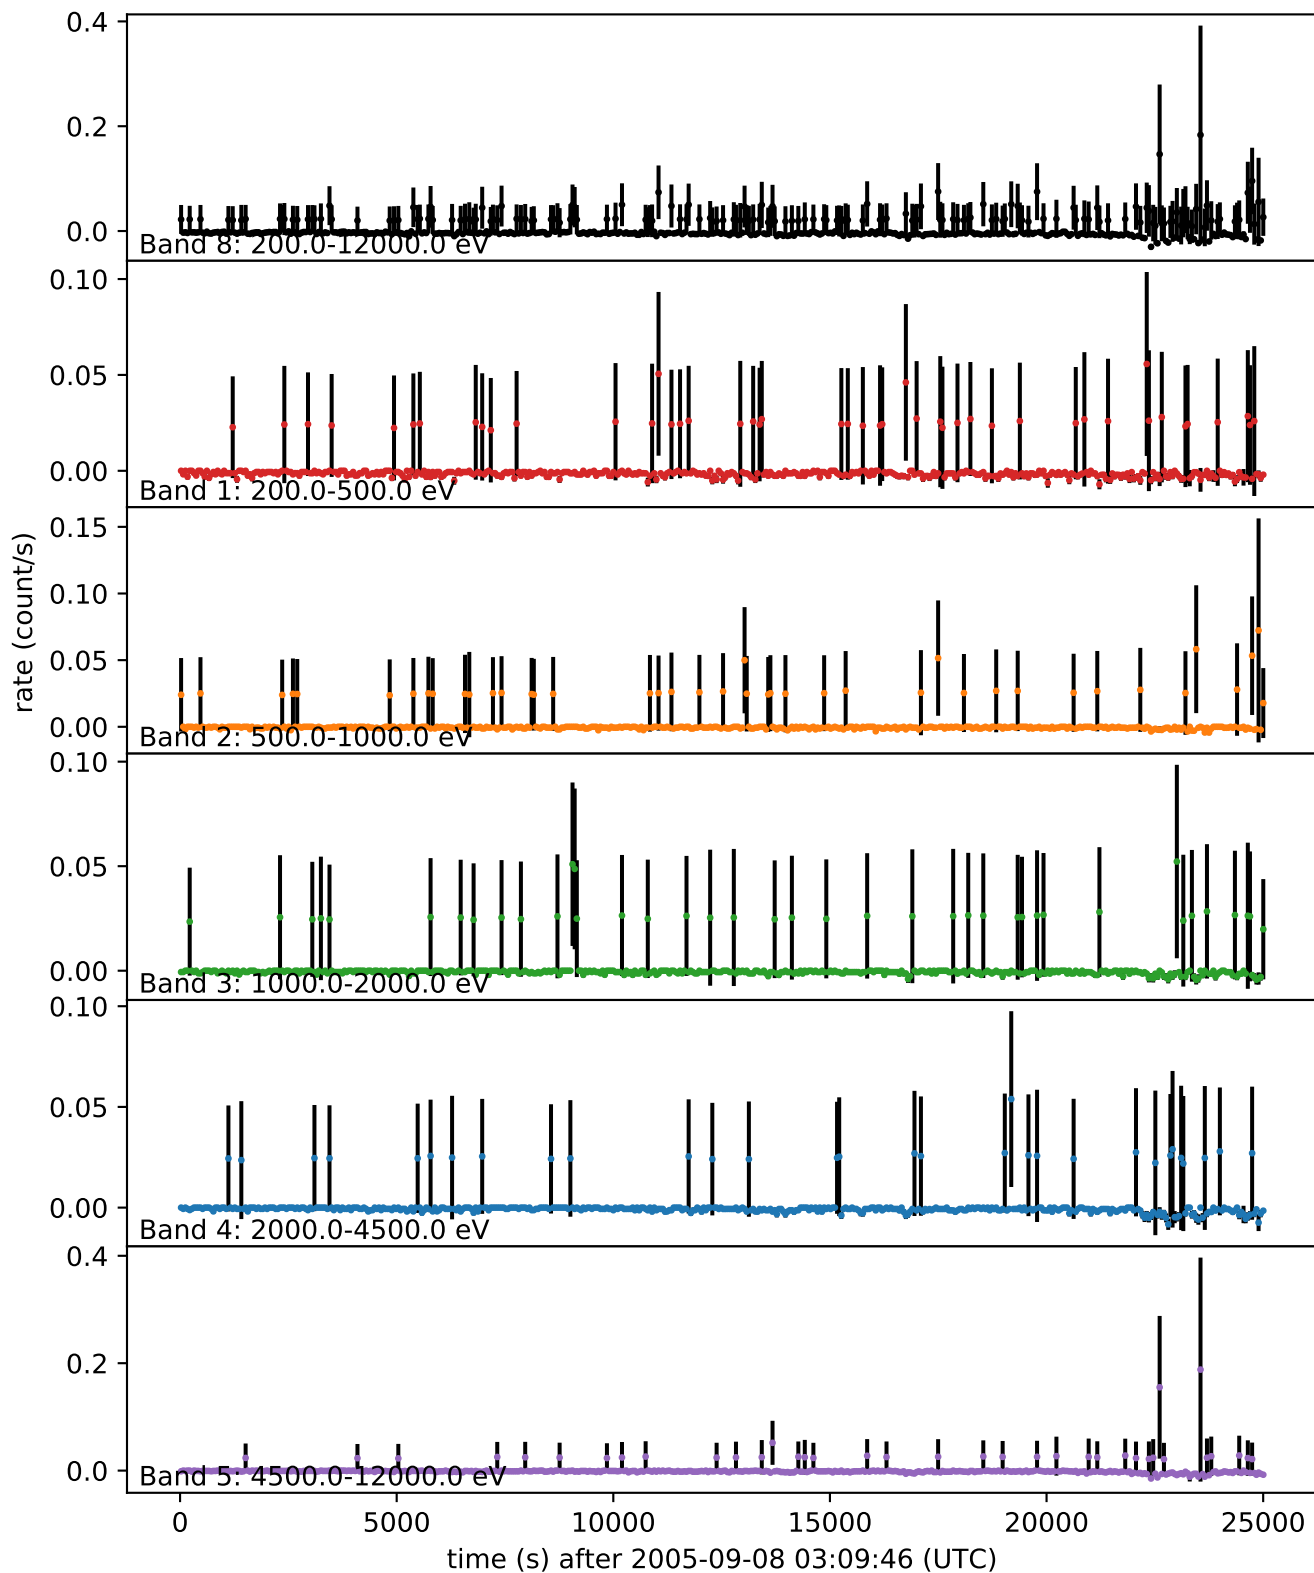 0.4
0.2
0.0
Band 8: 200.0-12000.0 eV
0.10
0.05
0.00
Band 1: 200.0-500.0 eV
rate (count/s)
0.15
0.10
0.05
0.00
Band 2: 500.0-1000.0 eV
0.10
0.05
0.00
Band 3: 1000.0-2000.0 eV
0.10
0.05
0.00
Band 4: 2000.0-4500.0 eV
0.4
0.2
0.0
Band 5: 4500.0-12000.0 eV
0 5000 10000 15000 20000 25000
time (s) after 2005-09-08 03:09:46 (UTC)